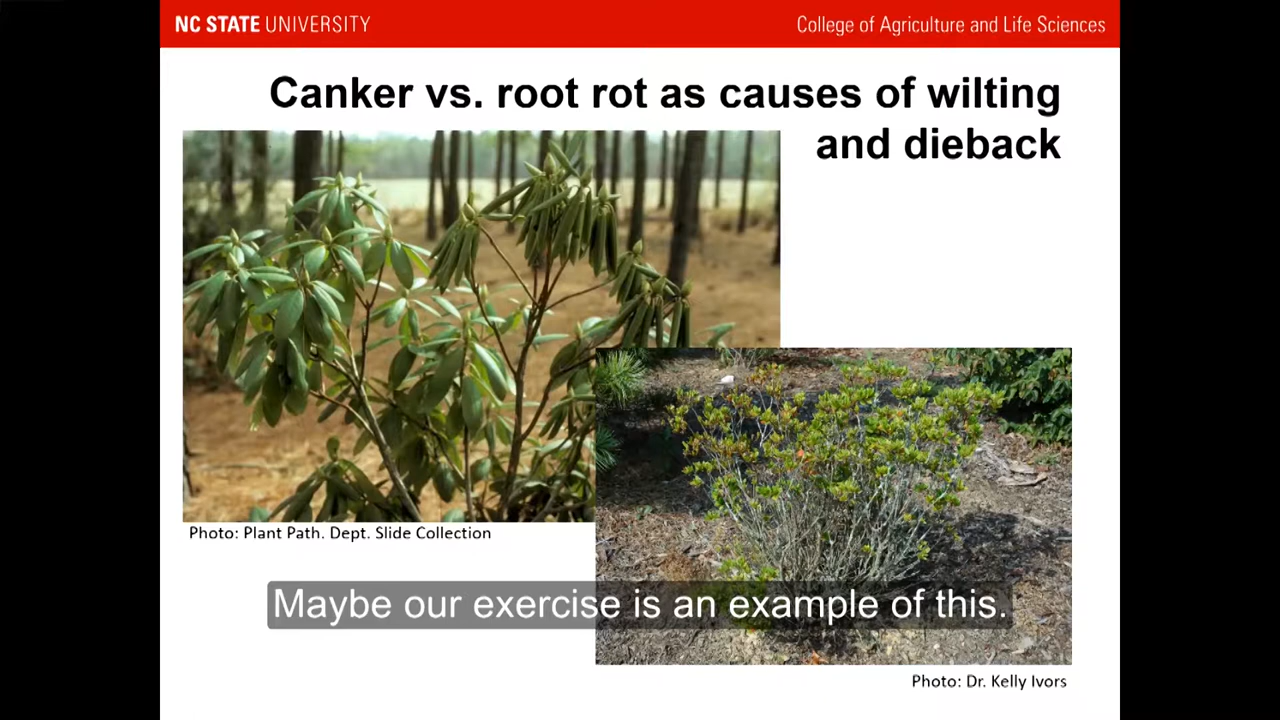 NC STATE UNIVERSITY
College of Agriculture and Life Sciences
Canker vs. root rot as causes of wilting
and dieback
Photo: Plant Path. Dept. Slide Collection
Maybe our exercise is an example of this.
Photo: Dr. Kelly Ivors